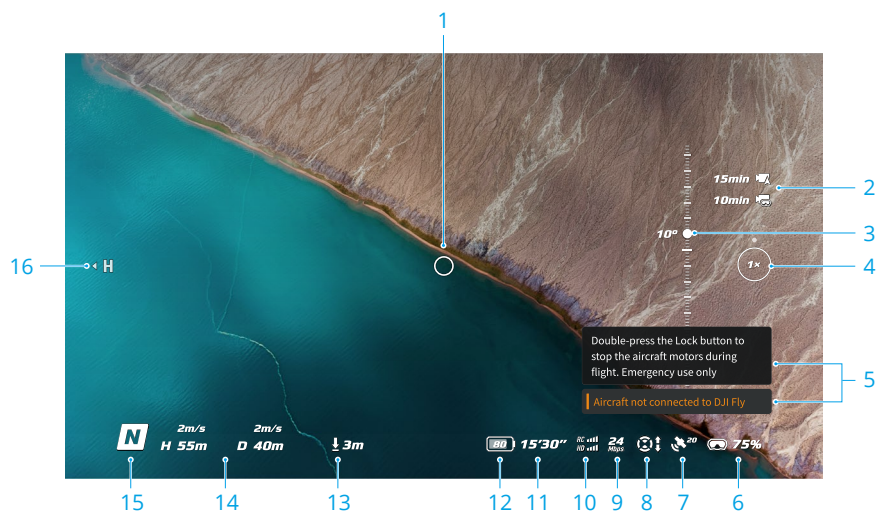 1
15min
2
10min
10°
3
16
H
1×
4
Double-press the Lock button to
stop the aircraft motors during
flight. Emergency use only
5
Aircraft not connected to DJI Fly
N
2m/s
H 55m
2m/s
D 40m
3m
80
15'30"
RC
HD
24
Mbps
20
75%
15
14
13
12
11
10
9
8
7
6